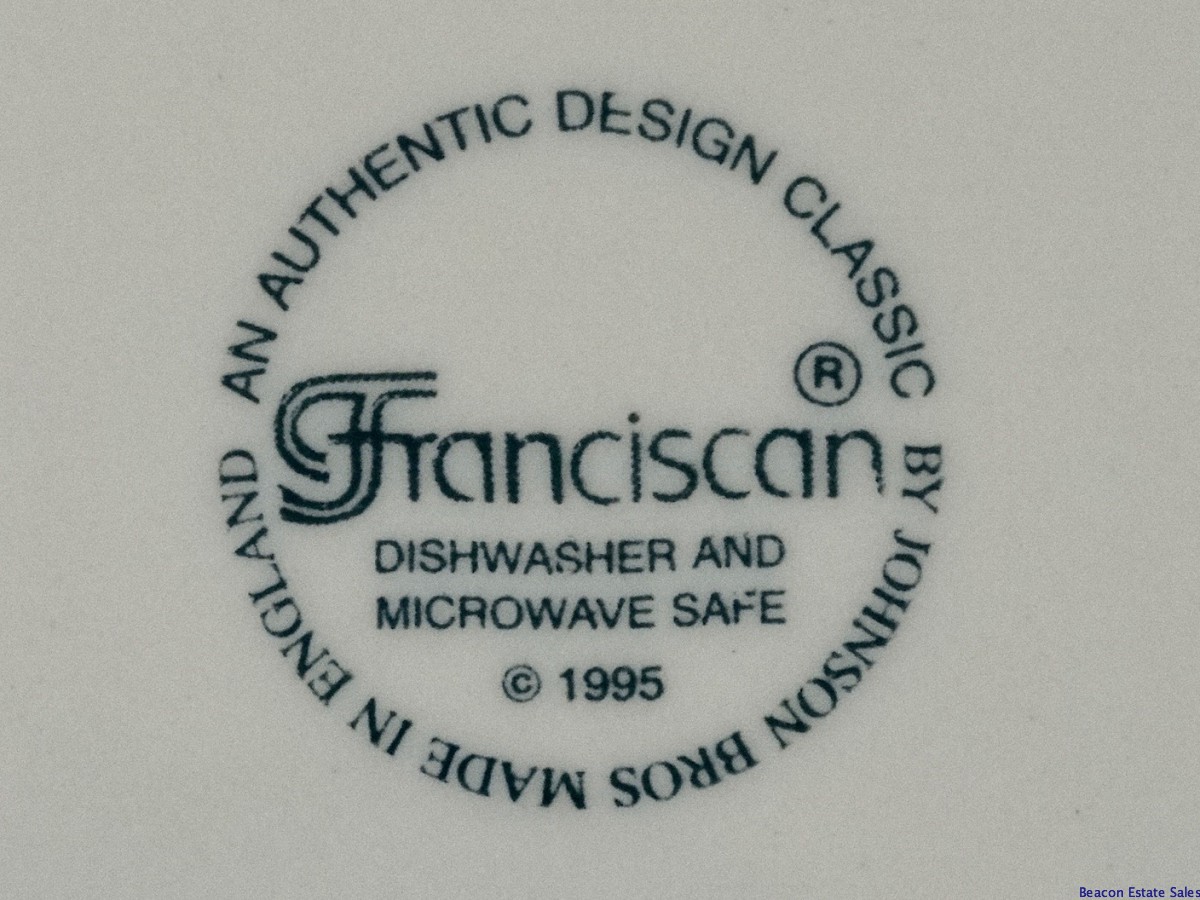 AN AUTHENTIC DESIGN CLASSIC BY JOHNSON BROS MADE IN ENGLAND
Franciscan ®
DISHWASHER AND
MICROWAVE SAFE
© 1995
Beacon Estate Sales